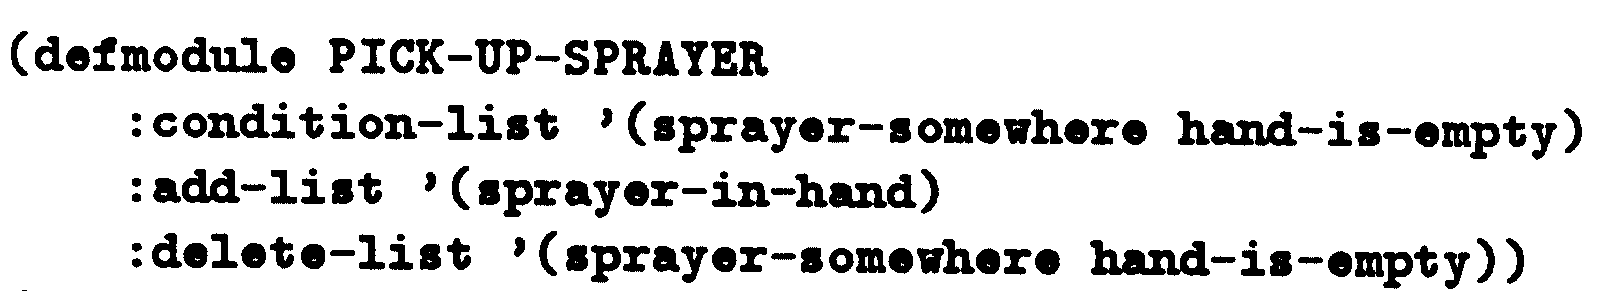 (defmodule PICK-UP-SPRAYER
:condition-list '(sprayer-somewhere hand-is-empty)
:add-list '(sprayer-in-hand)
:delete-list '(sprayer-somewhere hand-is-empty))